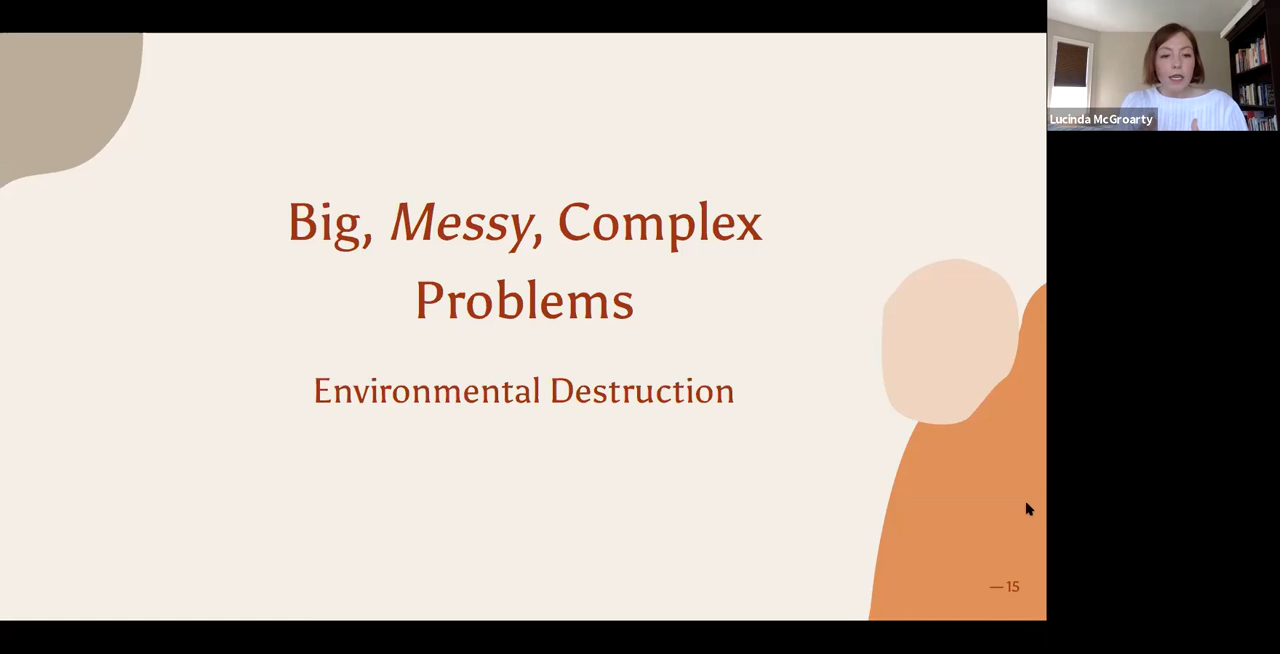 Big, Messy, Complex
Problems
Environmental Destruction
— 15
Lucinda McGroarty